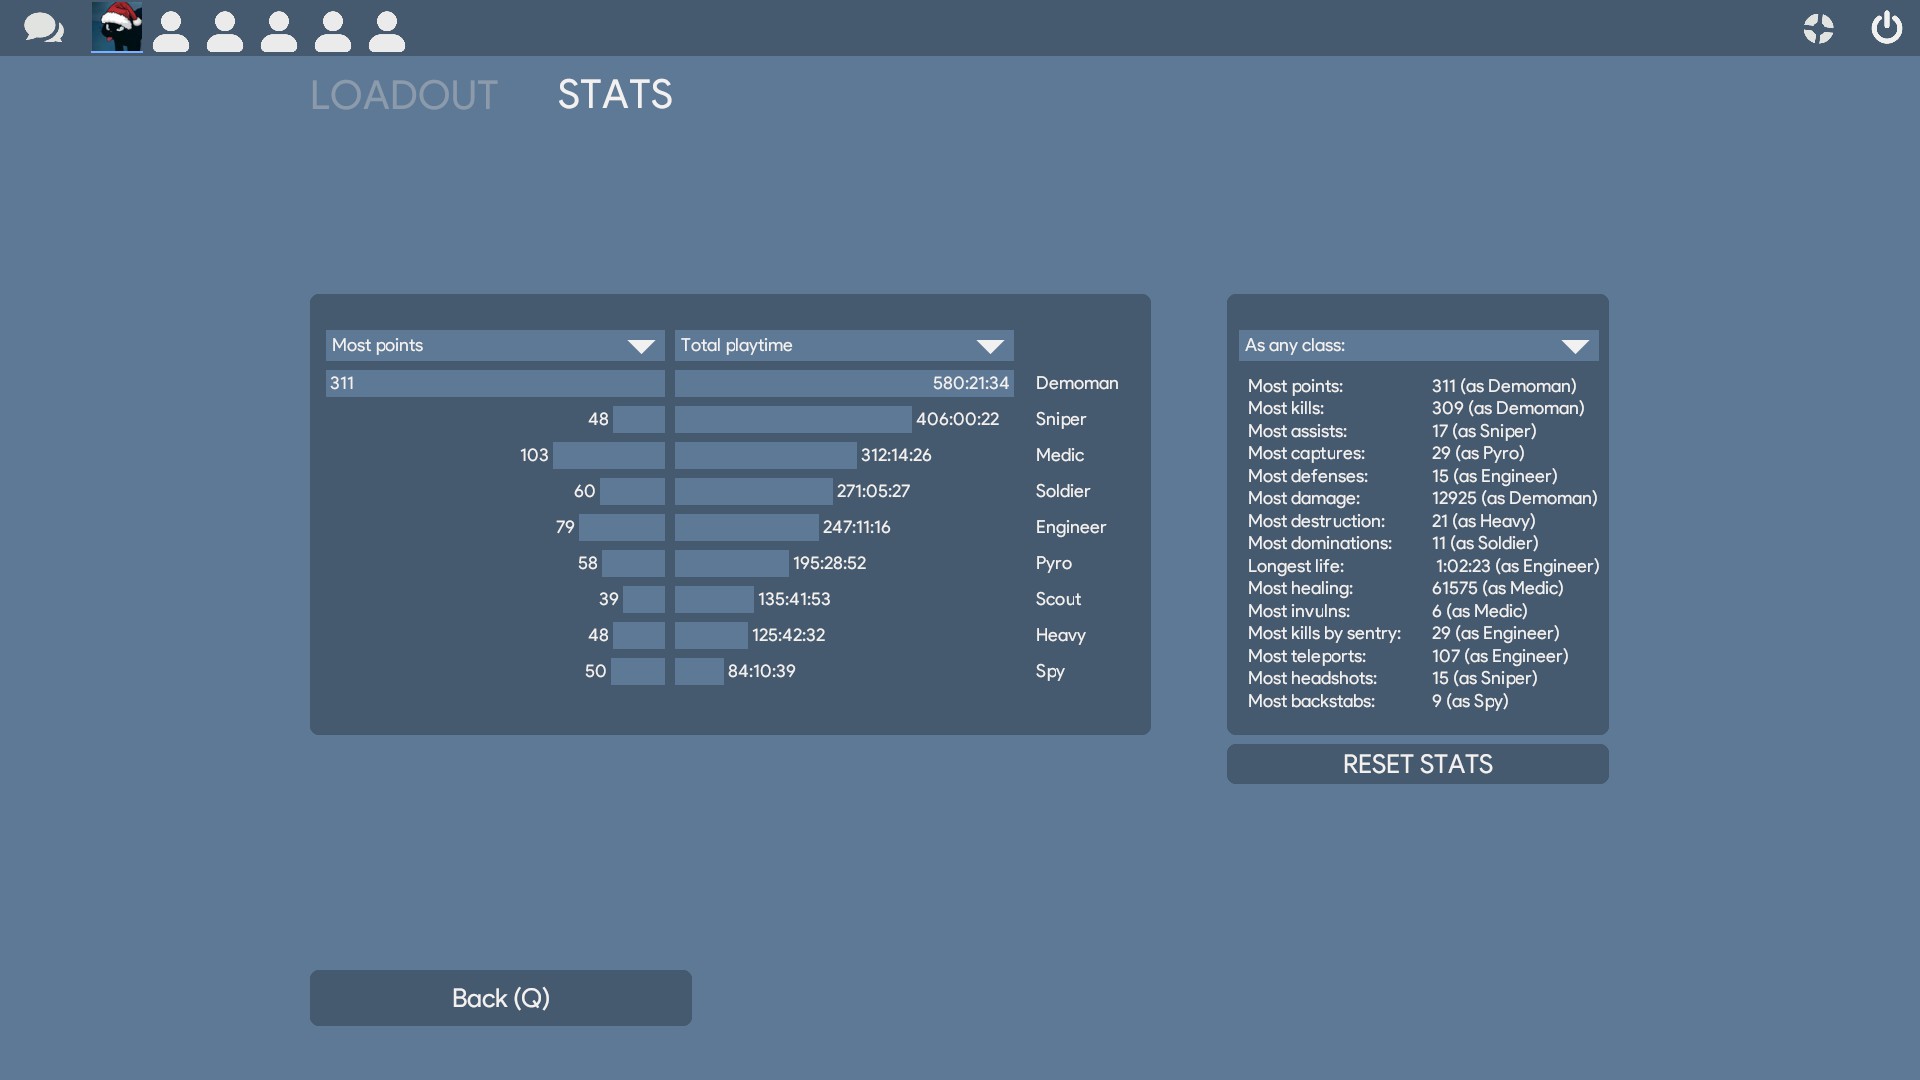 LOADOUT STATS
Most points Total playtime
311 580:21:34 Demoman
48 406:00:22 Sniper
103 312:14:26 Medic
60 271:05:27 Soldier
79 247:11:16 Engineer
58 195:28:52 Pyro
39 135:41:53 Scout
48 125:42:32 Heavy
50 84:10:39 Spy
As any class:
Most points: 311 (as Demoman)
Most kills: 309 (as Demoman)
Most assists: 17 (as Sniper)
Most captures: 29 (as Pyro)
Most defenses: 15 (as Engineer)
Most damage: 12925 (as Demoman)
Most destruction: 21 (as Heavy)
Most dominations: 11 (as Soldier)
Longest life: 1:02:23 (as Engineer)
Most healing: 61575 (as Medic)
Most invulns: 6 (as Medic)
Most kills by sentry: 29 (as Engineer)
Most teleports: 107 (as Engineer)
Most headshots: 15 (as Sniper)
Most backstabs: 9 (as Spy)
RESET STATS
Back (Q)